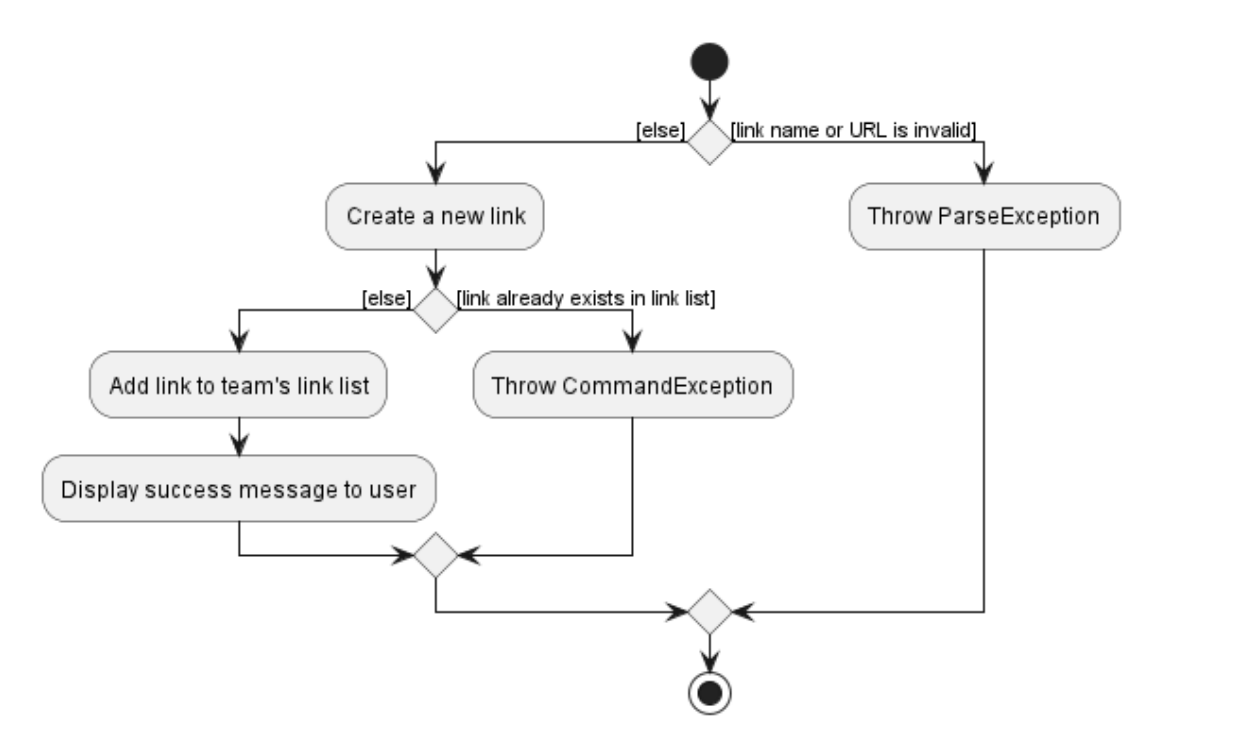 [else]
[link name or URL is invalid]
Create a new link
Throw ParseException
[else]
[link already exists in link list]
Add link to team's link list
Throw CommandException
Display success message to user